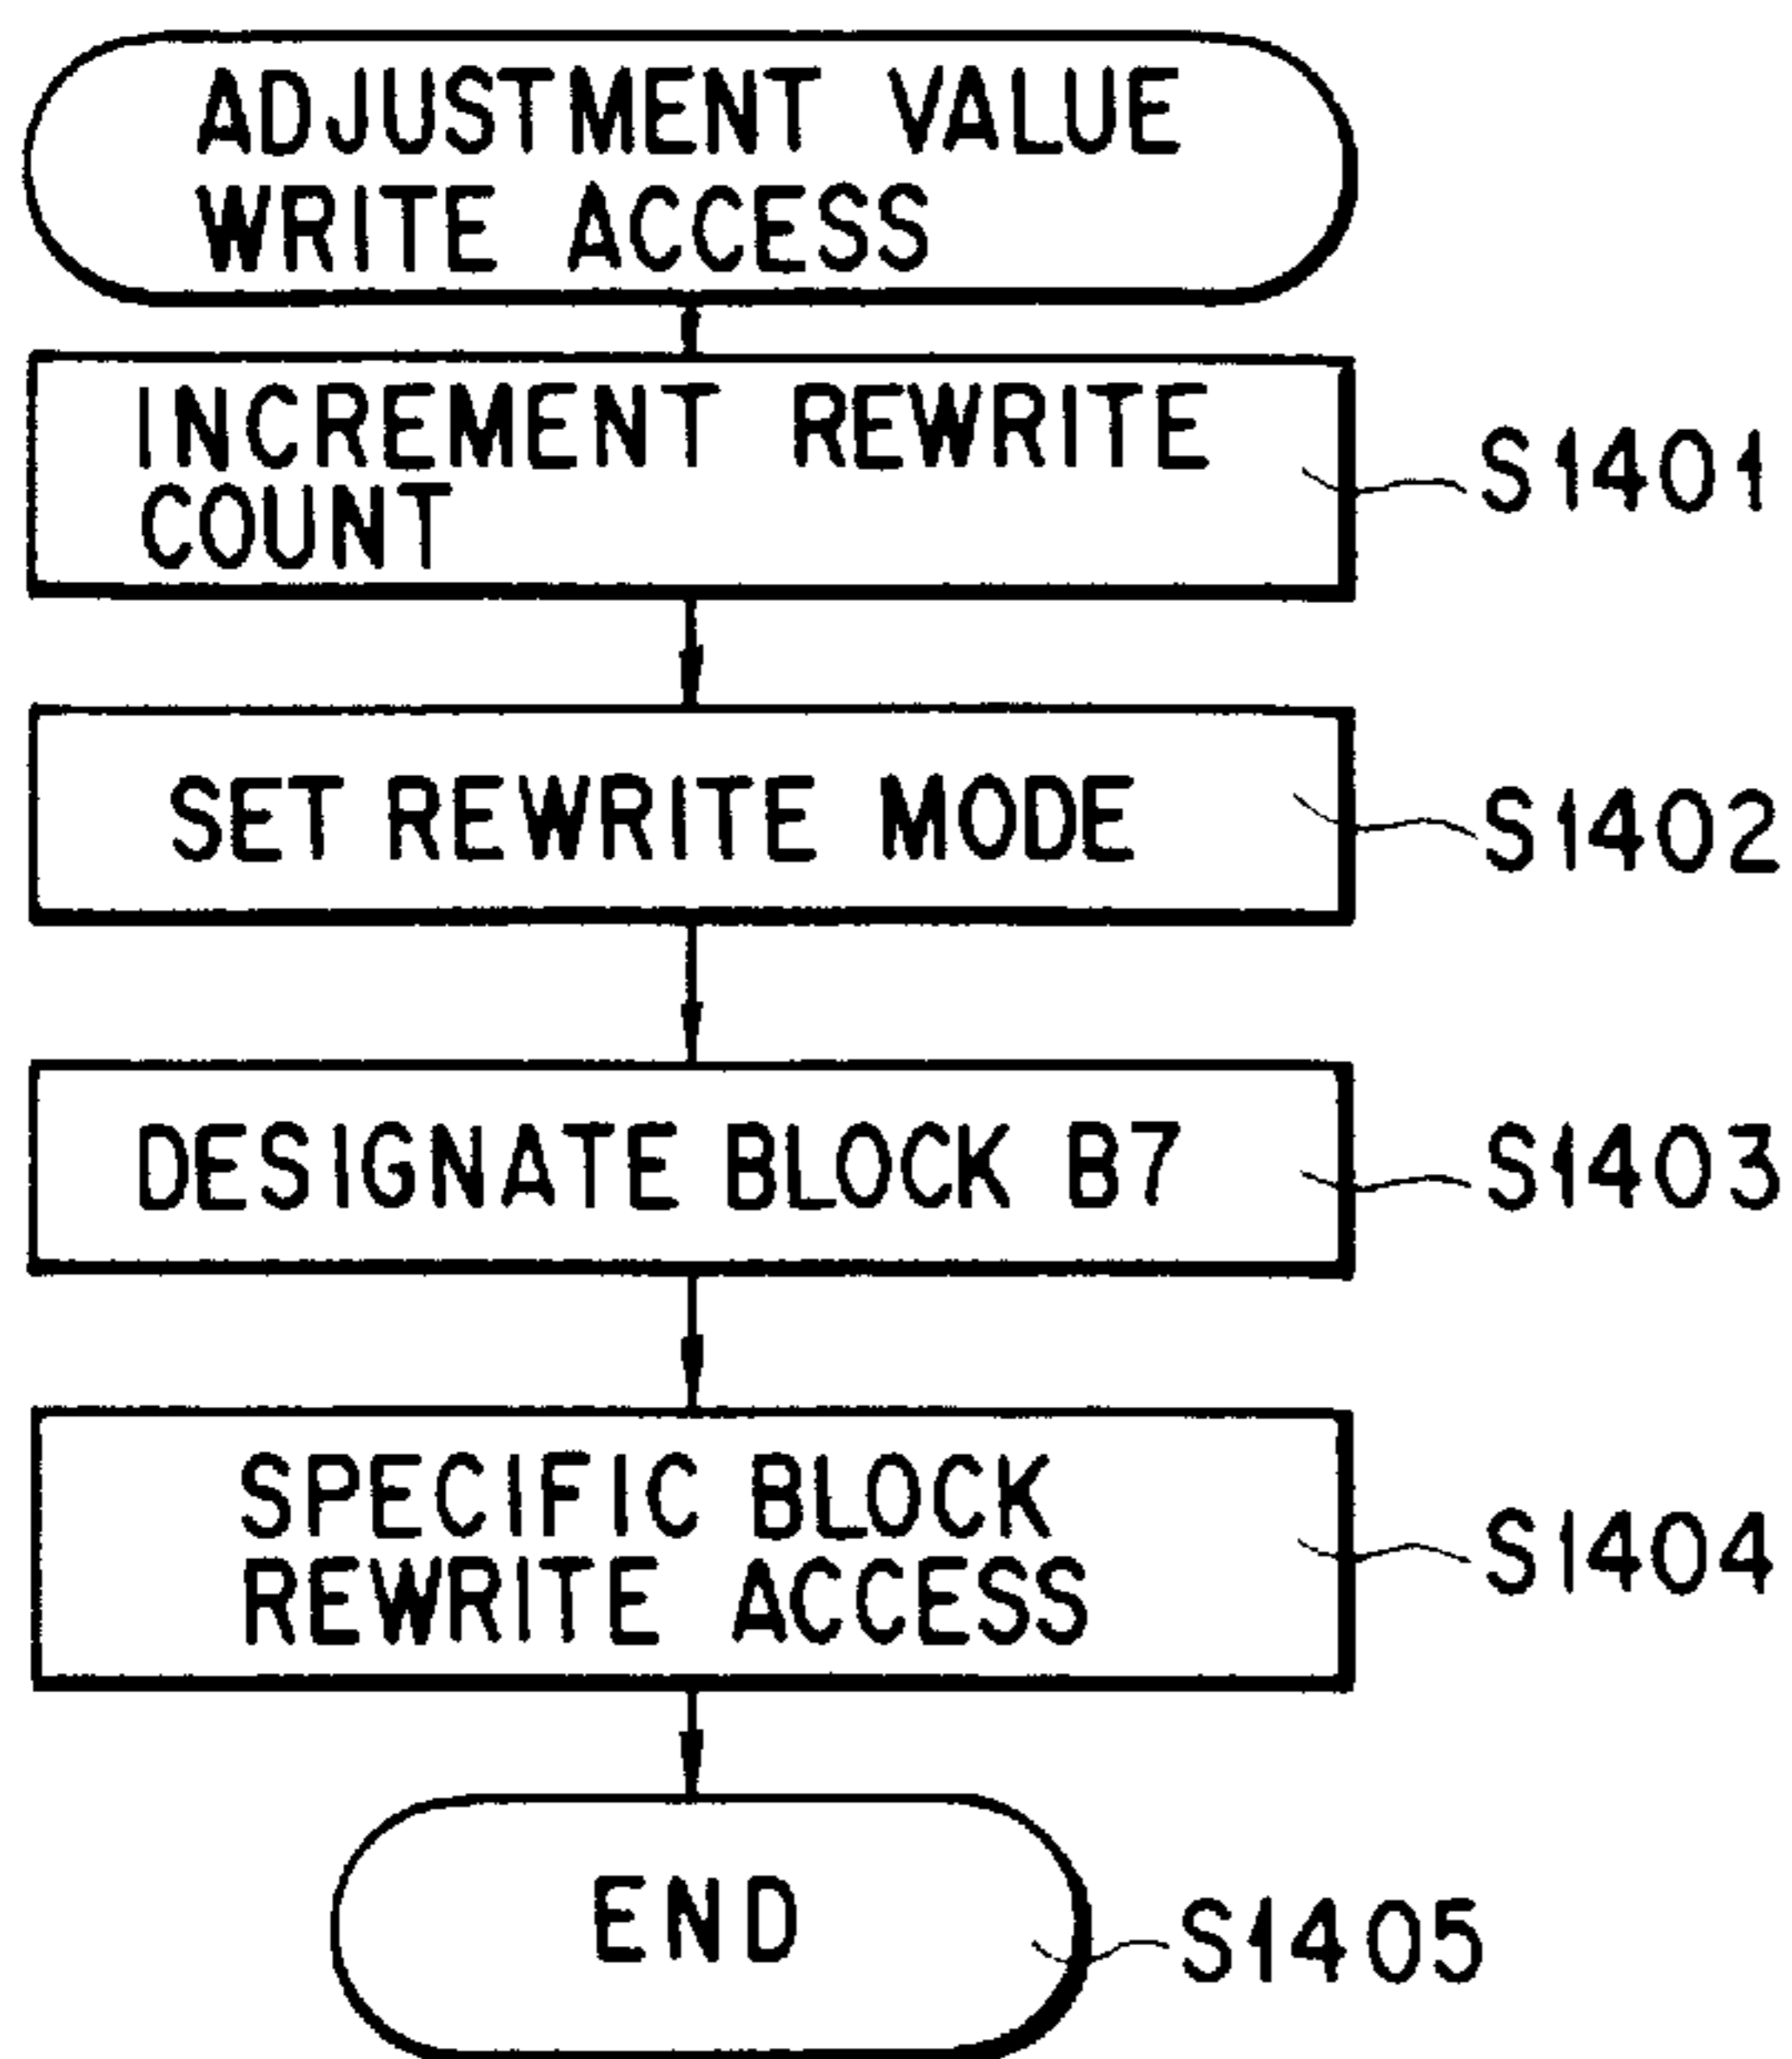 ADJUSTMENT VALUE
WRITE ACCESS
INCREMENT REWRITE
COUNT
S1401
SET REWRITE MODE
S1402
DESIGNATE BLOCK B7
S1403
SPECIFIC BLOCK
REWRITE ACCESS
S1404
END
S1405